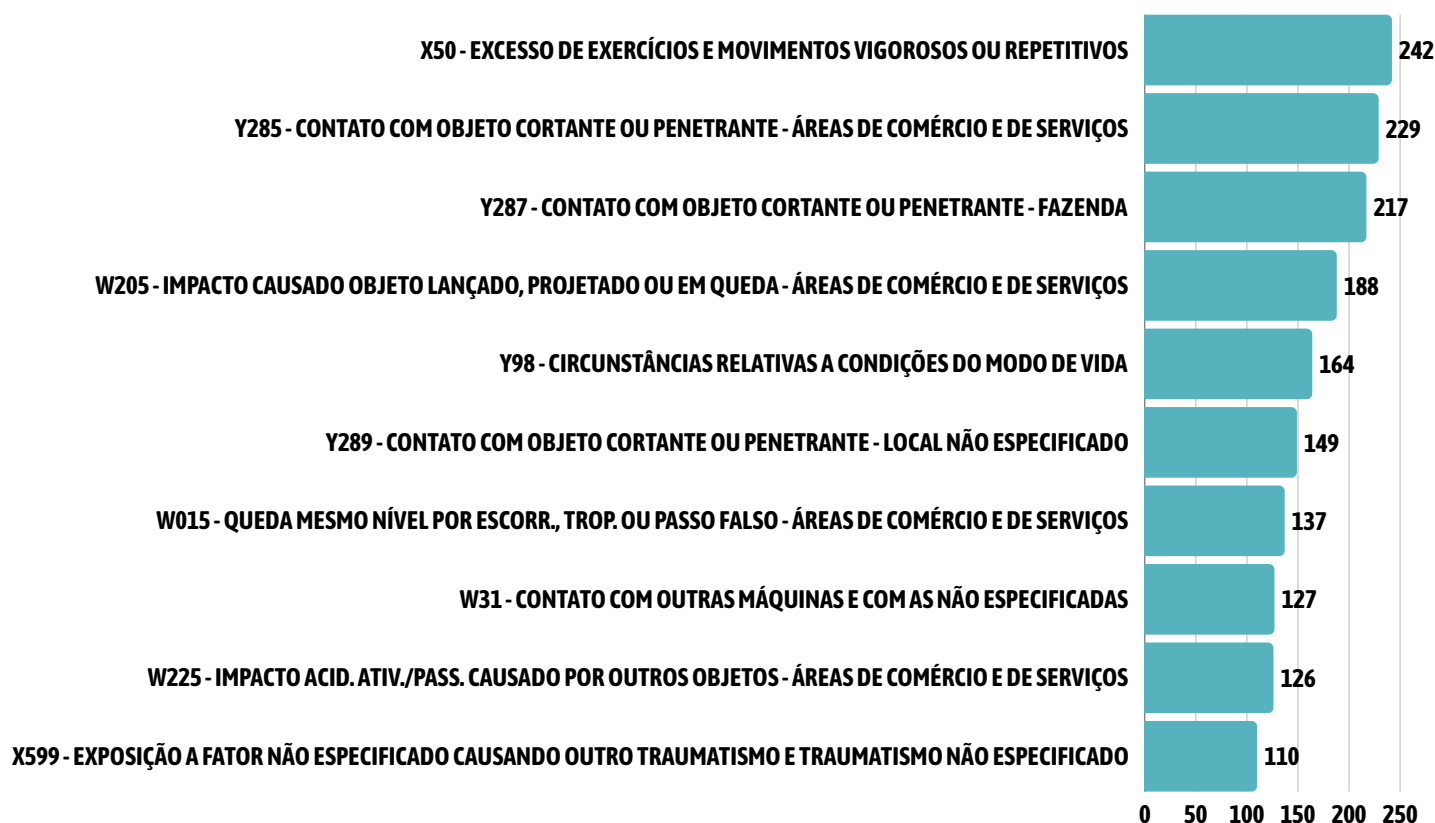 X50 - EXCESSO DE EXERCÍCIOS E MOVIMENTOS VIGOROSOS OU REPETITIVOS 242
Y285 - CONTATO COM OBJETO CORTANTE OU PENETRANTE - ÁREAS DE COMÉRCIO E DE SERVIÇOS 229
Y287 - CONTATO COM OBJETO CORTANTE OU PENETRANTE - FAZENDA 217
W205 - IMPACTO CAUSADO OBJETO LANÇADO, PROJETADO OU EM QUEDA - ÁREAS DE COMÉRCIO E DE SERVIÇOS 188
Y98 - CIRCUNSTÂNCIAS RELATIVAS A CONDIÇÕES DO MODO DE VIDA 164
Y289 - CONTATO COM OBJETO CORTANTE OU PENETRANTE - LOCAL NÃO ESPECIFICADO 149
W015 - QUEDA MESMO NÍVEL POR ESCORR., TROP. OU PASSO FALSO - ÁREAS DE COMÉRCIO E DE SERVIÇOS 137
W31 - CONTATO COM OUTRAS MÁQUINAS E COM AS NÃO ESPECIFICADAS 127
W225 - IMPACTO ACID. ATIV./PASS. CAUSADO POR OUTROS OBJETOS - ÁREAS DE COMÉRCIO E DE SERVIÇOS 126
X599 - EXPOSIÇÃO A FATOR NÃO ESPECIFICADO CAUSANDO OUTRO TRAUMATISMO E TRAUMATISMO NÃO ESPECIFICADO 110
0 50 100 150 200 250